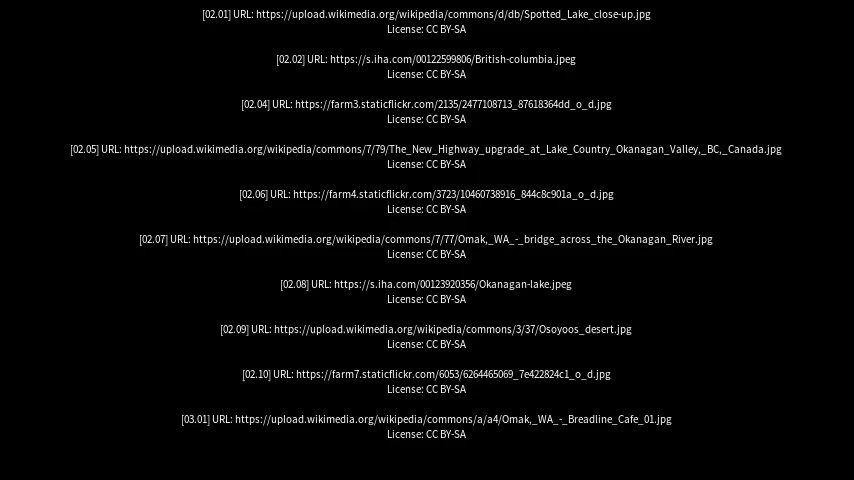 [02.01] URL: https://upload.wikimedia.org/wikipedia/commons/d/db/Spotted_Lake_close-up.jpg
License: CC BY-SA
[02.02] URL: https://s.iha.com/00122599806/British-columbia.jpeg
License: CC BY-SA
[02.04] URL: https://farm3.staticflickr.com/2135/2477108713_87618364dd_o_d.jpg
License: CC BY-SA
[02.05] URL: https://upload.wikimedia.org/wikipedia/commons/7/79/The_New_Highway_upgrade_at_Lake_Country_Okanagan_Valley,_BC,_Canada.jpg
License: CC BY-SA
[02.06] URL: https://farm4.staticflickr.com/3723/10460738916_844c8c901a_o_d.jpg
License: CC BY-SA
[02.07] URL: https://upload.wikimedia.org/wikipedia/commons/7/77/Omak,_WA_-_bridge_across_the_Okanagan_River.jpg
License: CC BY-SA
[02.08] URL: https://s.iha.com/00123920356/Okanagan-lake.jpeg
License: CC BY-SA
[02.09] URL: https://upload.wikimedia.org/wikipedia/commons/3/37/Osoyoos_desert.jpg
License: CC BY-SA
[02.10] URL: https://farm7.staticflickr.com/6053/6264465069_7e422824c1_o_d.jpg
License: CC BY-SA
[03.01] URL: https://upload.wikimedia.org/wikipedia/commons/a/a4/Omak,_WA_-_Breadline_Cafe_01.jpg
License: CC BY-SA